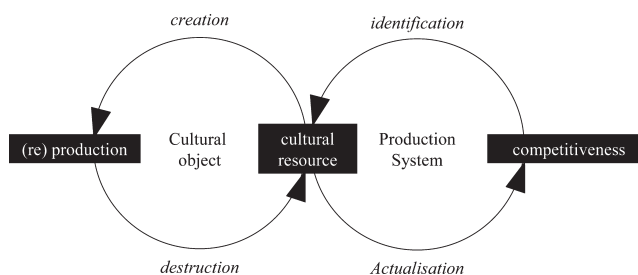 creation
identification
(re) production
Cultural
object
cultural
resource
Production
System
competitiveness
destruction
Actualisation